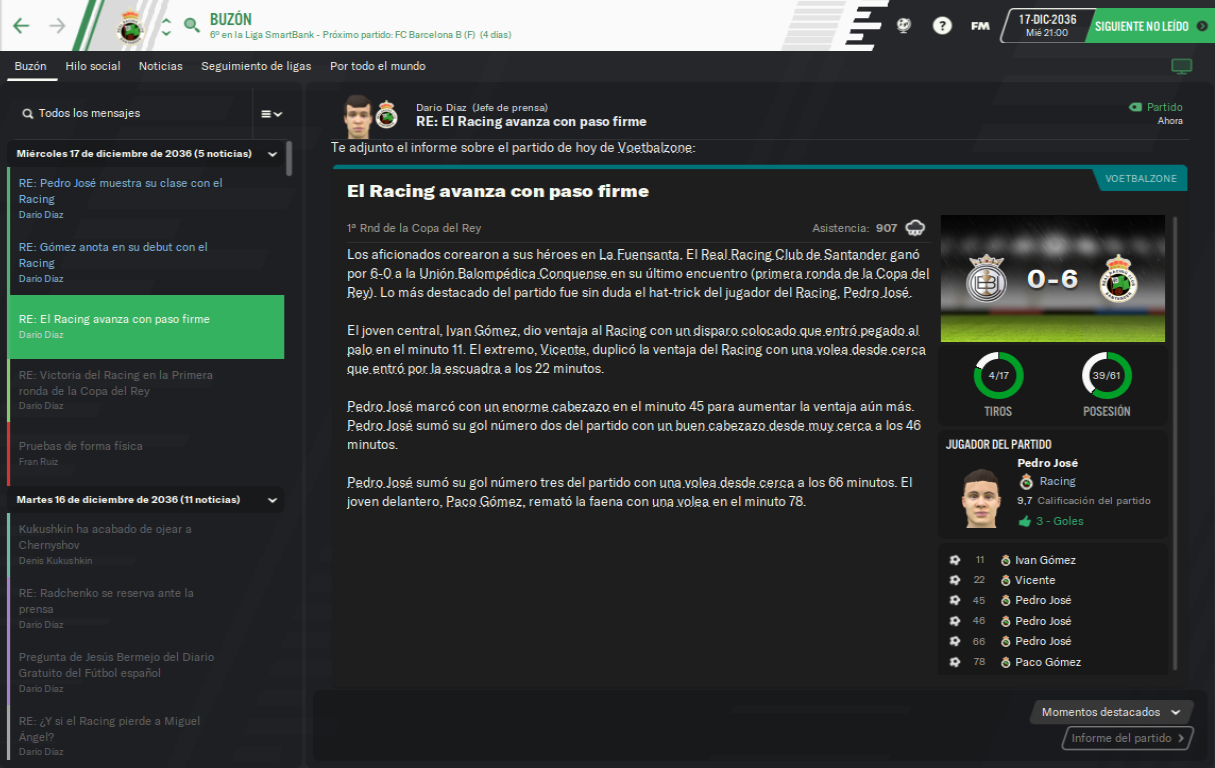 BUZÓN
6º en la Liga SmartBank - Próximo partido: FC Barcelona B (F) (4 días)
?
FM
17-DIC-2036
Mié 21:00
SIGUIENTE NO LEÍDO
Buzón Hilo social Noticias Seguimiento de ligas Por todo el mundo
Todos los mensajes
Miércoles 17 de diciembre de 2036 (5 noticias)
RE: Pedro José muestra su clase con el
Racing
Darío Díaz
RE: Gómez anota en su debut con el
Racing
Darío Díaz
RE: El Racing avanza con paso firme
Darío Díaz
RE: Victoria del Racing en la Primera
ronda de la Copa del Rey
Darío Díaz
Pruebas de forma física
Fran Ruiz
Martes 16 de diciembre de 2036 (11 noticias)
Kukushkin ha acabado de ojear a
Chernyshov
Denis Kukushkin
RE: Radchenko se reserva ante la
prensa
Darío Díaz
Pregunta de Jesús Bermejo del Diario
Gratuito del Fútbol español
Darío Díaz
RE: ¿Y si el Racing pierde a Miguel
Ángel?
Darío Díaz
Darío Díaz (Jefe de prensa)
RE: El Racing avanza con paso firme
Partido
Ahora
Te adjunto el informe sobre el partido de hoy de Voetbalzone:
VOETBALZONE
El Racing avanza con paso firme
1ª Rnd de la Copa del Rey
Asistencia: 907
Los aficionados corearon a sus héroes en La Fuensanta. El Real Racing Club de Santander ganó
por 6-0 a la Unión Balompédica Conquense en su último encuentro (primera ronda de la Copa del
Rey). Lo más destacado del partido fue sin duda el hat-trick del jugador del Racing, Pedro José.
El joven central, Ivan Gómez, dio ventaja al Racing con un disparo colocado que entró pegado al
palo en el minuto 11. El extremo, Vicente, duplicó la ventaja del Racing con una volea desde cerca
que entró por la escuadra a los 22 minutos.
Pedro José marcó con un enorme cabezazo en el minuto 45 para aumentar la ventaja aún más.
Pedro José sumó su gol número dos del partido con un buen cabezazo desde muy cerca a los 46
minutos.
Pedro José sumó su gol número tres del partido con una volea desde cerca a los 66 minutos. El
joven delantero, Paco Gómez, remató la faena con una volea en el minuto 78.
0-6
4/17
TIROS
39/61
POSESIÓN
JUGADOR DEL PARTIDO
Pedro José
Racing
9,7 Calificación del partido
3 - Goles
11 Ivan Gómez
22 Vicente
45 Pedro José
46 Pedro José
66 Pedro José
78 Paco Gómez
Momentos destacados
Informe del partido